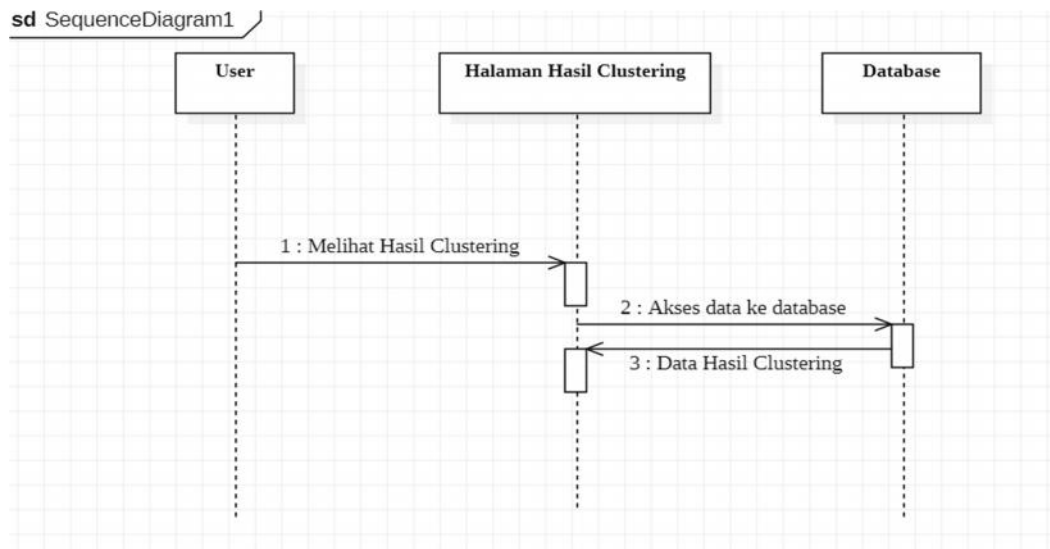 sd SequenceDiagram1
User
Halaman Hasil Clustering
Database
1 : Melihat Hasil Clustering
2 : Akses data ke database
3 : Data Hasil Clustering